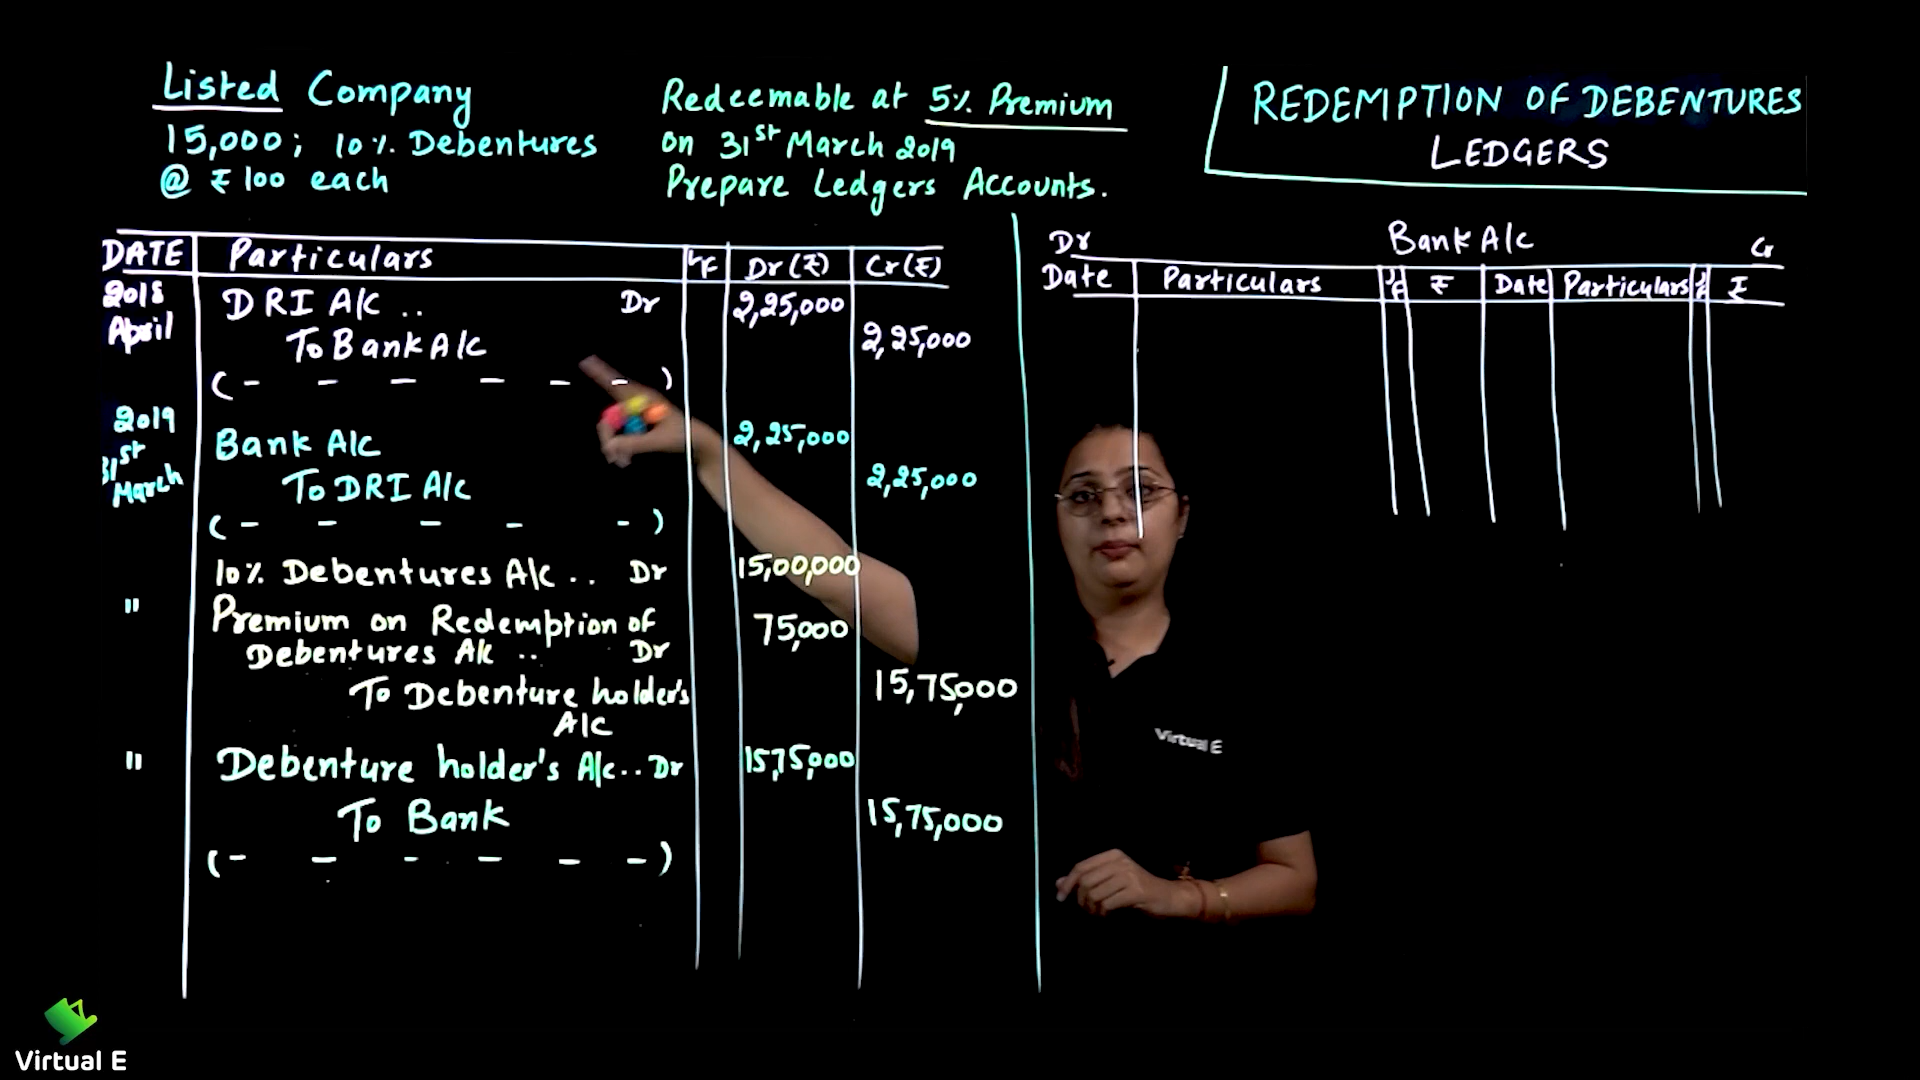 Listed Company
15,000; 10% Debentures
@ ₹100 each
Redeemable at 5% Premium
on 31st March 2019
Prepare Ledgers Accounts.
REDEMPTION OF DEBENTURES
LEDGERS
DATE Particulars LF Dr (₹) Cr (₹)
2018 April DRI A/c .. Dr 2,25,000
To Bank A/c 2,25,000
(- - - - - -)
2019 31st March Bank A/c 2,25,000
To DRI A/c 2,25,000
(- - - - -)
10% Debentures A/c .. Dr 15,00,000
" Premium on Redemption of 75,000
Debentures A/c .. Dr
To Debenture holder's 15,75,000
A/c
" Debenture holder's A/c .. Dr 15,75,000
To Bank 15,75,000
(- - - - - -)
Dr Bank A/c Cr
Date Particulars ₹ Date Particulars ₹
Virtual E
Virtual E